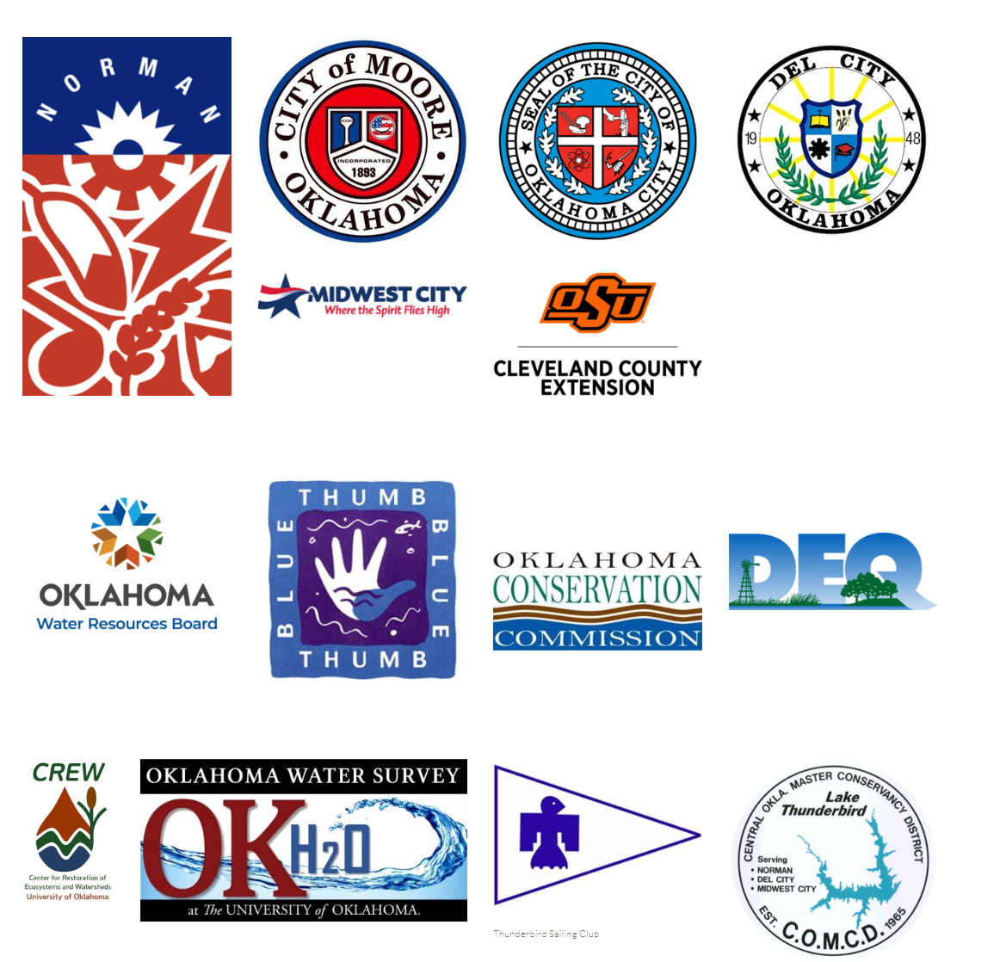 NORMAN
CITY of MOORE
INCORPORATED
1893
OKLAHOMA
SEAL OF THE CITY OF
OKLAHOMA CITY
DEL CITY
19 48
OKLAHOMA
MIDWEST CITY
Where the Spirit Flies High
OSU
CLEVELAND COUNTY
EXTENSION
OKLAHOMA
Water Resources Board
BLUE THUMB
BLUE THUMB
OKLAHOMA
CONSERVATION
COMMISSION
DEQ
CREW
Center for Restoration of
Ecosystems and Watersheds
University of Oklahoma
OKLAHOMA WATER SURVEY
OKH2O
at The UNIVERSITY of OKLAHOMA.
Thunderbird Sailing Club
CENTRAL OKLA. MASTER CONSERVANCY DISTRICT
Lake
Thunderbird
Serving
• NORMAN
• DEL CITY
• MIDWEST CITY
EST. C.O.M.C.D. 1965